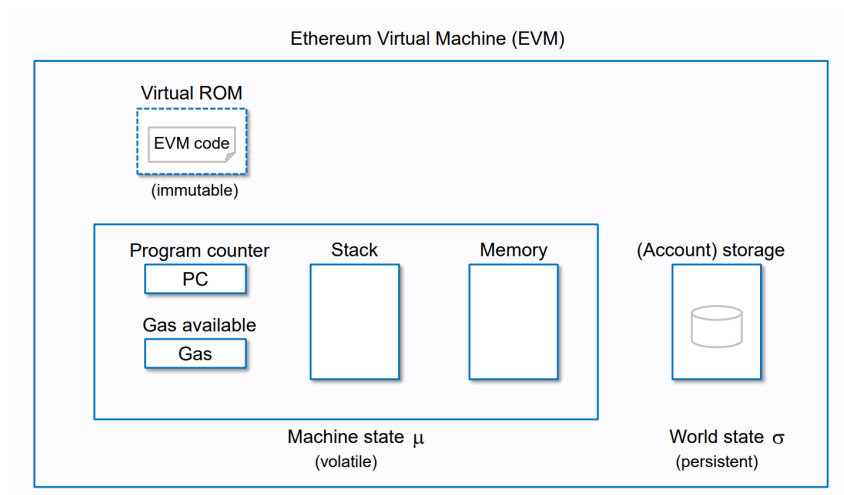 Ethereum Virtual Machine (EVM)
Virtual ROM
EVM code
(immutable)
Program counter
PC
Gas available
Gas
Stack
Memory
(Account) storage
Machine state μ
(volatile)
World state σ
(persistent)